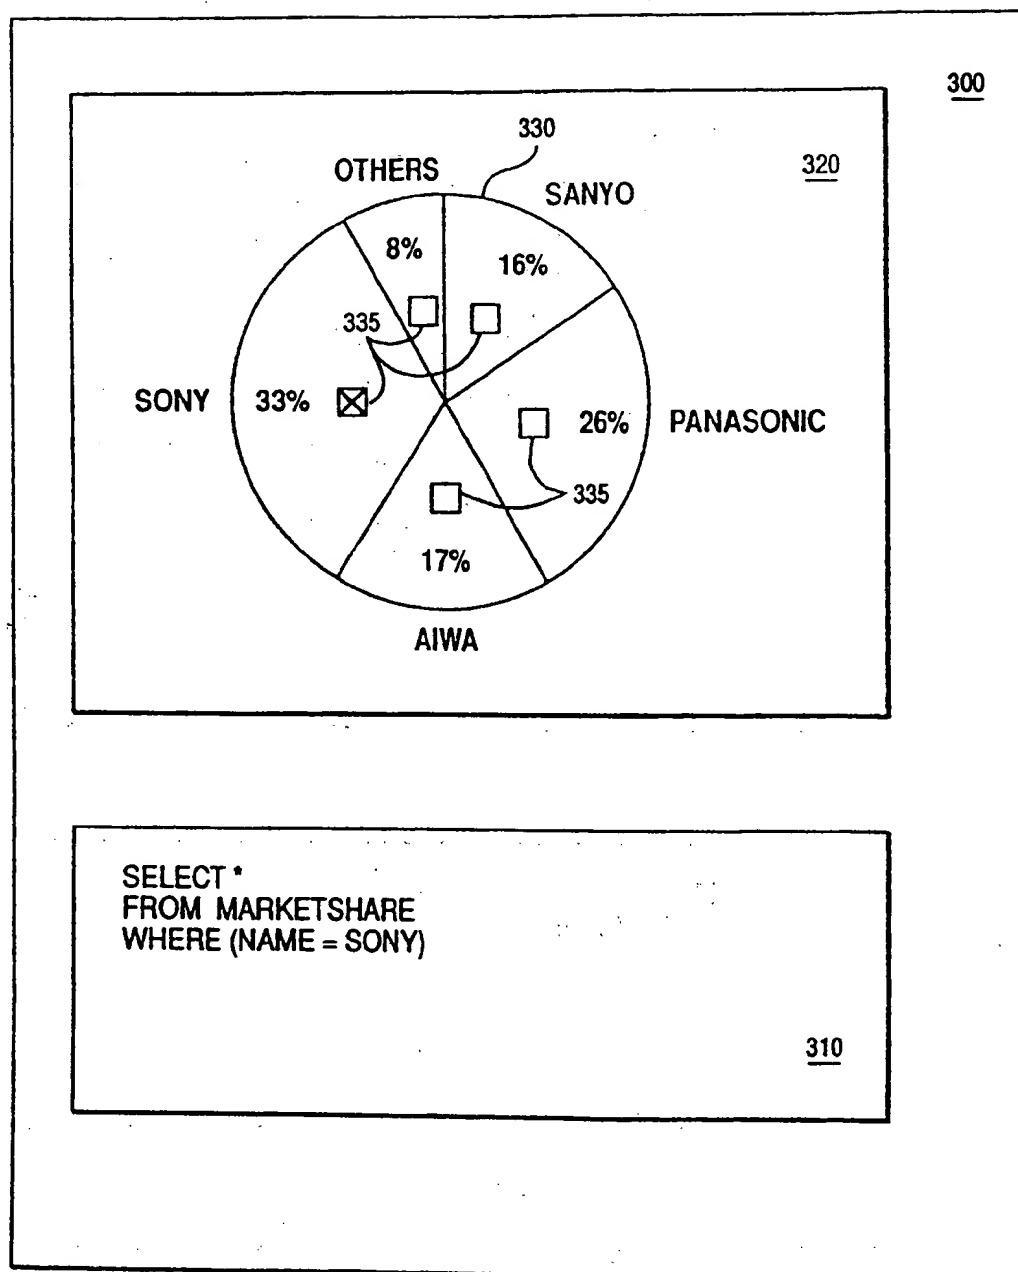 300
330
320
OTHERS
SANYO
8%
16%
335
SONY
33%
26%
PANASONIC
335
17%
AIWA
SELECT *
FROM MARKETSHARE
WHERE (NAME = SONY)
310